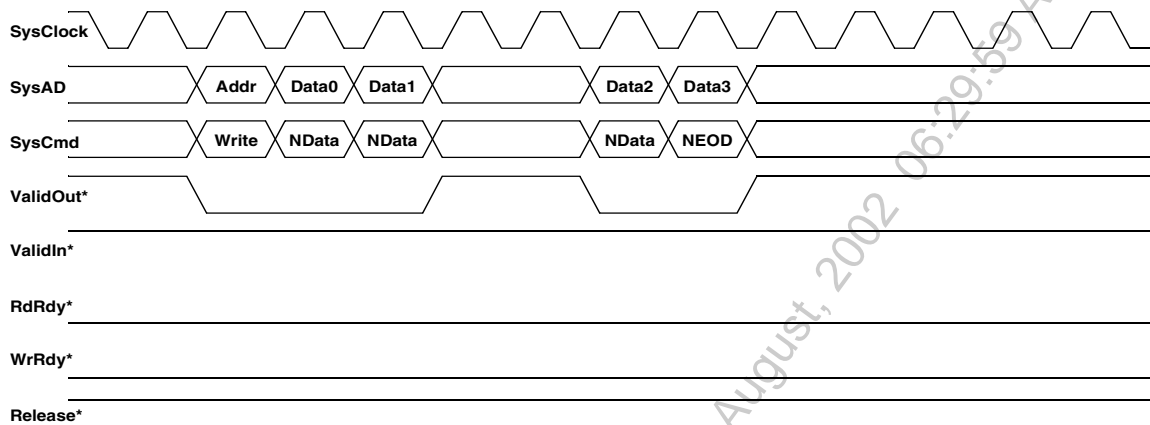 SysClock
SysAD Addr Data0 Data1 Data2 Data3
SysCmd Write NData NData NData NEOD
ValidOut*
ValidIn*
RdRdy*
WrRdy*
Release*
August, 2002 06:29:59 A